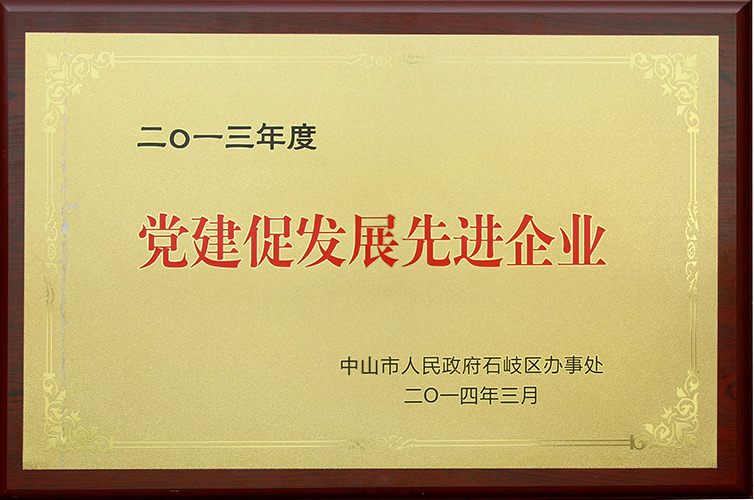 二〇一三年度
党建促发展先进企业
中山市人民政府石岐区办事处
二〇一四年三月